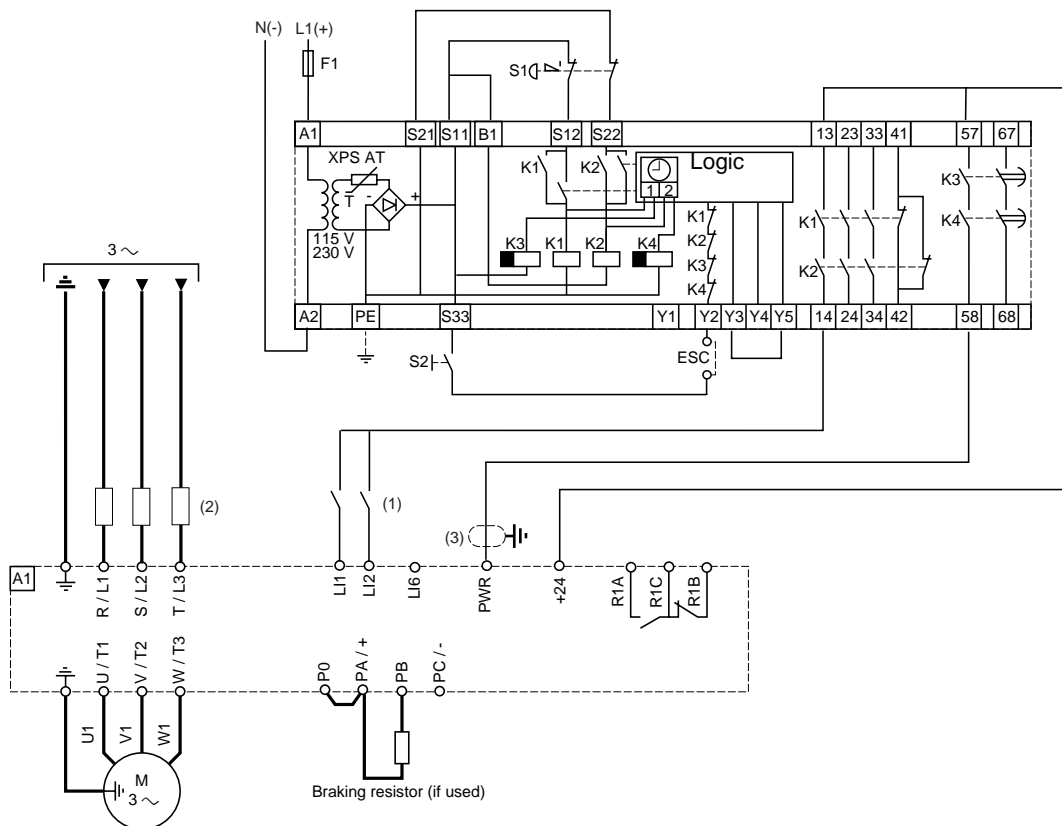 N(-) L1(+)
F1
S1
A1 S21 S11 B1 S12 S22 13 23 33 41 57 67
XPS AT
T
-
+
115 V
230 V
K1
K2
Logic
1 2
K3 K1 K2 K4
K1
K2
K3
K4
K1
K2
K3
K4
3 ~
A2 PE S33 Y1 Y2 Y3 Y4 Y5 14 24 34 42 58 68
S2
ESC
(2)
(1)
(3)
A1
R / L1
S / L2
T / L3
LI1
LI2
LI6
PWR
+24
R1A
R1C
R1B
U / T1
V / T2
W / T3
P0
PA / +
PB
PC / -
U1
V1
W1
M
3 ~
Braking resistor (if used)